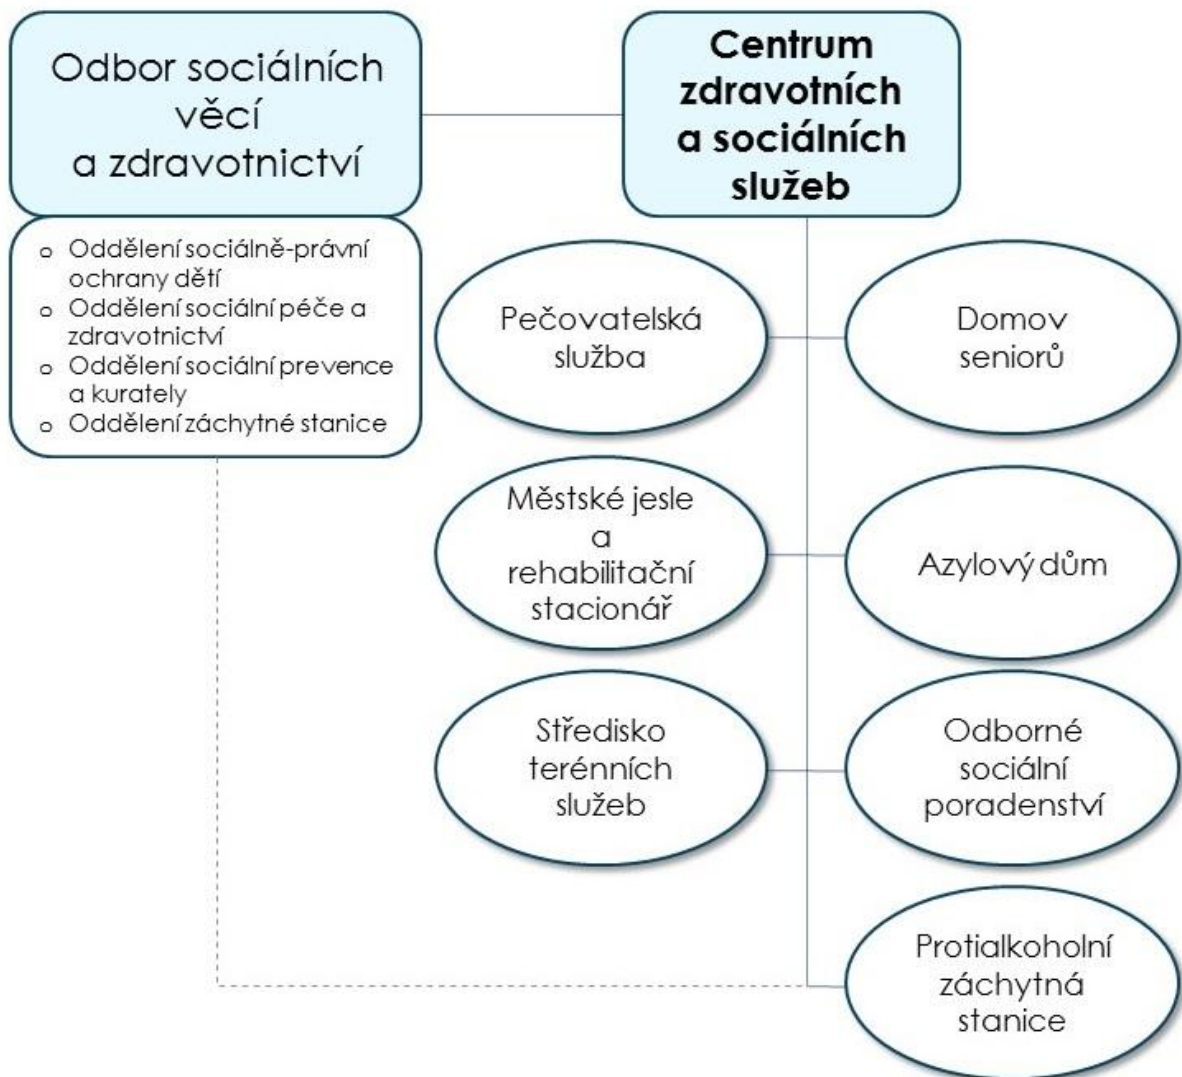 Odbor sociálních
věcí
a zdravotnictví
Oddělení sociálně-právní
ochrany dětí
Oddělení sociální péče a
zdravotnictví
Oddělení sociální prevence
a kurately
Oddělení záchytné stanice
Centrum
zdravotních
a sociálních
služeb
Pečovatelská
služba
Domov
seniorů
Městské jesle
a
rehabilitační
stacionář
Azylový dům
Středisko
terénních
služeb
Odborné
sociální
poradenství
Protialkoholní
záchytná
stanice